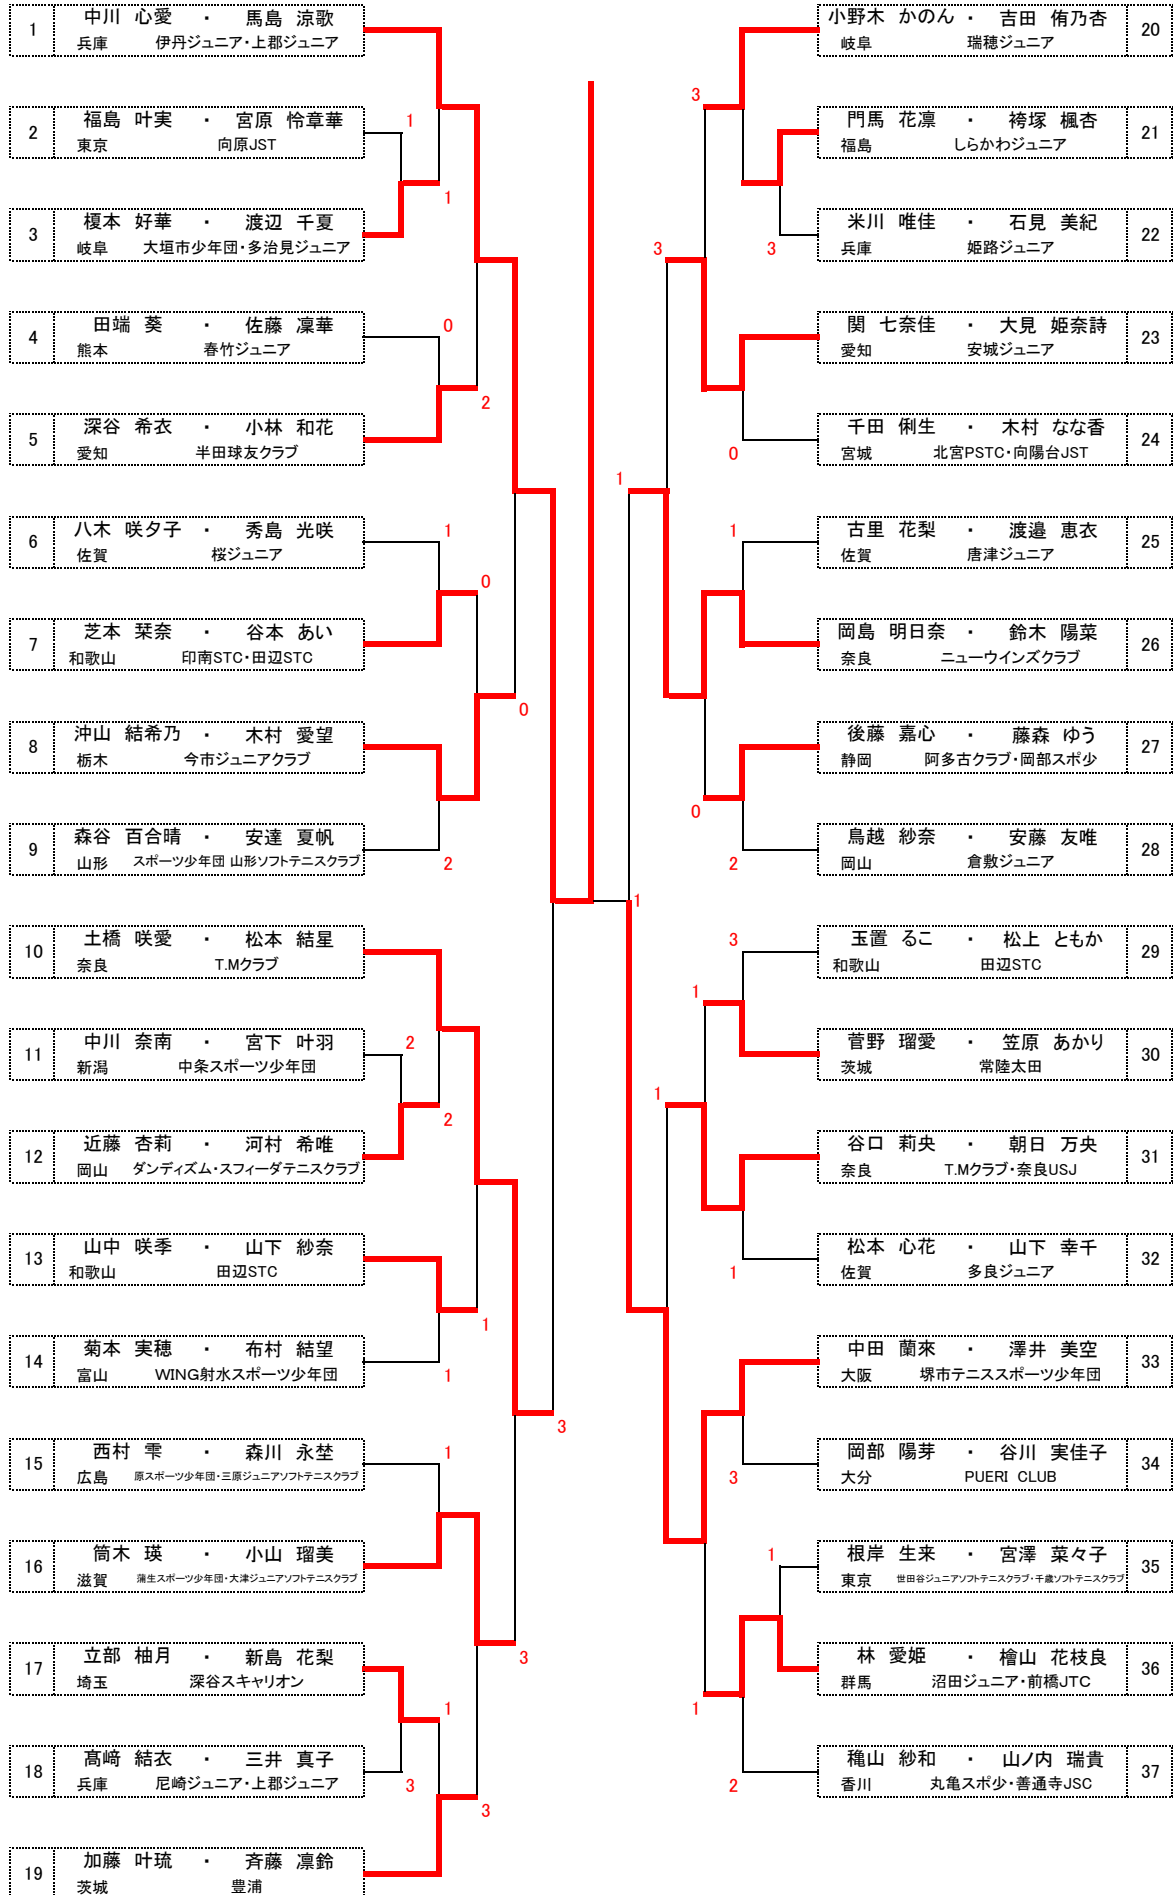 1 中川 心愛 ・ 馬島 涼歌
兵庫 伊丹ジュニア・上郡ジュニア
1
2 福島 叶実 ・ 宮原 怜章華
東京 向原JST
1
3 榎本 好華 ・ 渡辺 千夏
岐阜 大垣市少年団・多治見ジュニア
0
4 田端 葵 ・ 佐藤 凜華
熊本 春竹ジュニア
2
5 深谷 希衣 ・ 小林 和花
愛知 半田球友クラブ
1
6 八木 咲夕子 ・ 秀島 光咲
佐賀 桜ジュニア
0
7 芝本 栞奈 ・ 谷本 あい
和歌山 印南STC・田辺STC
0
8 沖山 結希乃 ・ 木村 愛望
栃木 今市ジュニアクラブ
9 森谷 百合晴 ・ 安達 夏帆
山形 スポーツ少年団 山形ソフトテニスクラブ
2
10 土橋 咲愛 ・ 松本 結星
奈良 T.Mクラブ
11 中川 奈南 ・ 宮下 叶羽
新潟 中条スポーツ少年団
2
2
12 近藤 杏莉 ・ 河村 希唯
岡山 ダンディズム・スフィーダテニスクラブ
13 山中 咲季 ・ 山下 紗奈
和歌山 田辺STC
1
14 菊本 実穂 ・ 布村 結望
富山 WING射水スポーツ少年団
1
3
15 西村 雫 ・ 森川 永埜
広島 原スポーツ少年団・三原ジュニアソフトテニスクラブ
1
16 筒木 瑛 ・ 小山 瑠美
滋賀 蒲生スポーツ少年団・大津ジュニアソフトテニスクラブ
3
17 立部 柚月 ・ 新島 花梨
埼玉 深谷スキャリオン
1
18 髙﨑 結衣 ・ 三井 真子
兵庫 尼崎ジュニア・上郡ジュニア
3
3
19 加藤 叶琉 ・ 斉藤 凛鈴
茨城 豊浦
小野木 かのん ・ 吉田 侑乃杏 20
岐阜 瑞穂ジュニア
3
門馬 花凛 ・ 袴塚 楓杏 21
福島 しらかわジュニア
米川 唯佳 ・ 石見 美紀 22
兵庫 姫路ジュニア
3
3
関 七奈佳 ・ 大見 姫奈詩 23
愛知 安城ジュニア
千田 俐生 ・ 木村 なな香 24
宮城 北宮PSTC・向陽台JST
0
1
古里 花梨 ・ 渡邉 恵衣 25
佐賀 唐津ジュニア
1
岡島 明日奈 ・ 鈴木 陽菜 26
奈良 ニューウインズクラブ
後藤 嘉心 ・ 藤森 ゆう 27
静岡 阿多古クラブ・岡部スポ少
0
鳥越 紗奈 ・ 安藤 友唯 28
岡山 倉敷ジュニア
2
1
玉置 るこ ・ 松上 ともか 29
和歌山 田辺STC
3
1
菅野 瑠愛 ・ 笠原 あかり 30
茨城 常陸太田
1
谷口 莉央 ・ 朝日 万央 31
奈良 T.Mクラブ・奈良USJ
松本 心花 ・ 山下 幸千 32
佐賀 多良ジュニア
1
中田 蘭來 ・ 澤井 美空 33
大阪 堺市テニススポーツ少年団
岡部 陽芽 ・ 谷川 実佳子 34
大分 PUERI CLUB
3
根岸 生来 ・ 宮澤 菜々子 35
東京 世田谷ジュニアソフトテニスクラブ・千歳ソフトテニスクラブ
1
林 愛姫 ・ 檜山 花枝良 36
群馬 沼田ジュニア・前橋JTC
1
穐山 紗和 ・ 山ノ内 瑞貴 37
香川 丸亀スポ少・善通寺JSC
2